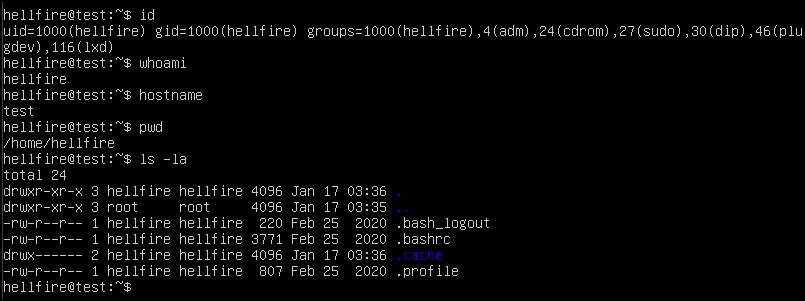 hellfire@test:~$ id
uid=1000(hellfire) gid=1000(hellfire) groups=1000(hellfire),4(adm),24(cdrom),27(sudo),30(dip),46(plu
gdev),116(lxd)
hellfire@test:~$ whoami
hellfire
hellfire@test:~$ hostname
test
hellfire@test:~$ pwd
/home/hellfire
hellfire@test:~$ ls -la
total 24
drwxr-xr-x 3 hellfire hellfire 4096 Jan 17 03:36 .
drwxr-xr-x 3 root     root     4096 Jan 17 03:35 ..
-rw-r--r-- 1 hellfire hellfire  220 Feb 25  2020 .bash_logout
-rw-r--r-- 1 hellfire hellfire 3771 Feb 25  2020 .bashrc
drwx------ 2 hellfire hellfire 4096 Jan 17 03:36 .cache
-rw-r--r-- 1 hellfire hellfire  807 Feb 25  2020 .profile
hellfire@test:~$